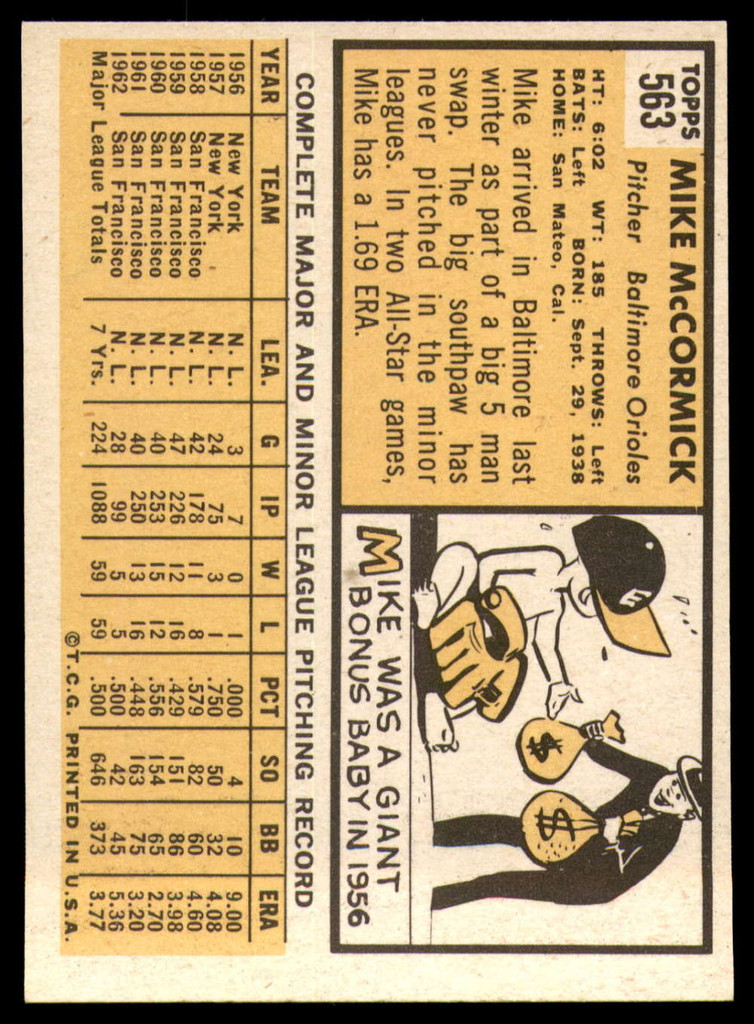 TOPPS
563
MIKE McCORMICK
Pitcher Baltimore Orioles
HT: 6:02 WT: 185 THROWS: Left
BATS: Left BORN: Sept. 29, 1938
HOME: San Mateo, Cal.
Mike arrived in Baltimore last
winter as part of a big 5 man
swap. The big southpaw has
never pitched in the minor
leagues. In two All-Star games,
Mike has a 1.69 ERA.
$
$
MIKE WAS A GIANT
BONUS BABY IN 1956
COMPLETE MAJOR AND MINOR LEAGUE PITCHING RECORD
YEAR TEAM LEA. G IP W L PCT SO BB ERA
1956 New York N. L. 3 7 0 1 .000 4 10 9.00
1957 New York N. L. 24 75 3 1 .750 50 32 4.08
1958 San Francisco N. L. 42 178 11 8 .579 82 60 4.60
1959 San Francisco N. L. 47 226 12 16 .429 151 86 3.98
1960 San Francisco N. L. 40 253 15 12 .556 154 65 2.70
1961 San Francisco N. L. 40 250 13 16 .448 163 75 3.20
1962 San Francisco N. L. 28 99 5 5 .500 42 45 5.36
Major League Totals 7 Yrs. 224 1088 59 59 .500 646 373 3.77
©T.C.G. PRINTED IN U.S.A.